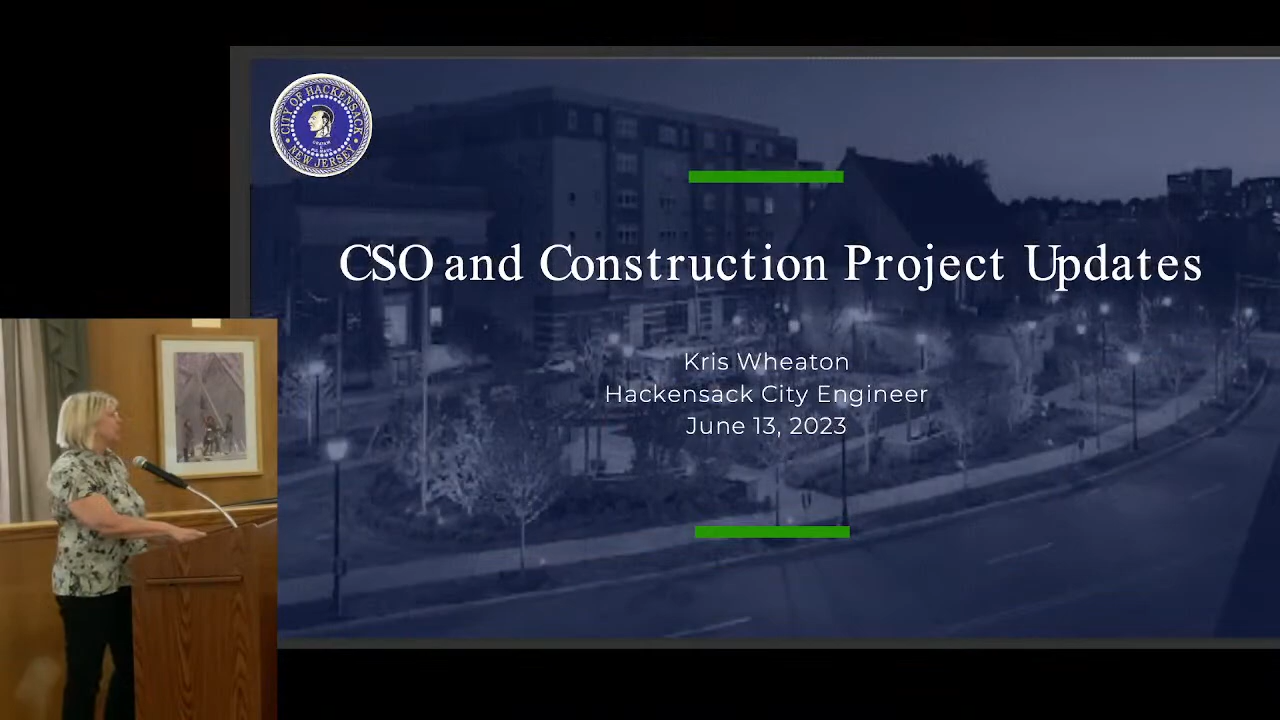 CITY OF HACKENSACK
NEW JERSEY
CSO and Construction Project Updates
Kris Wheaton
Hackensack City Engineer
June 13, 2023